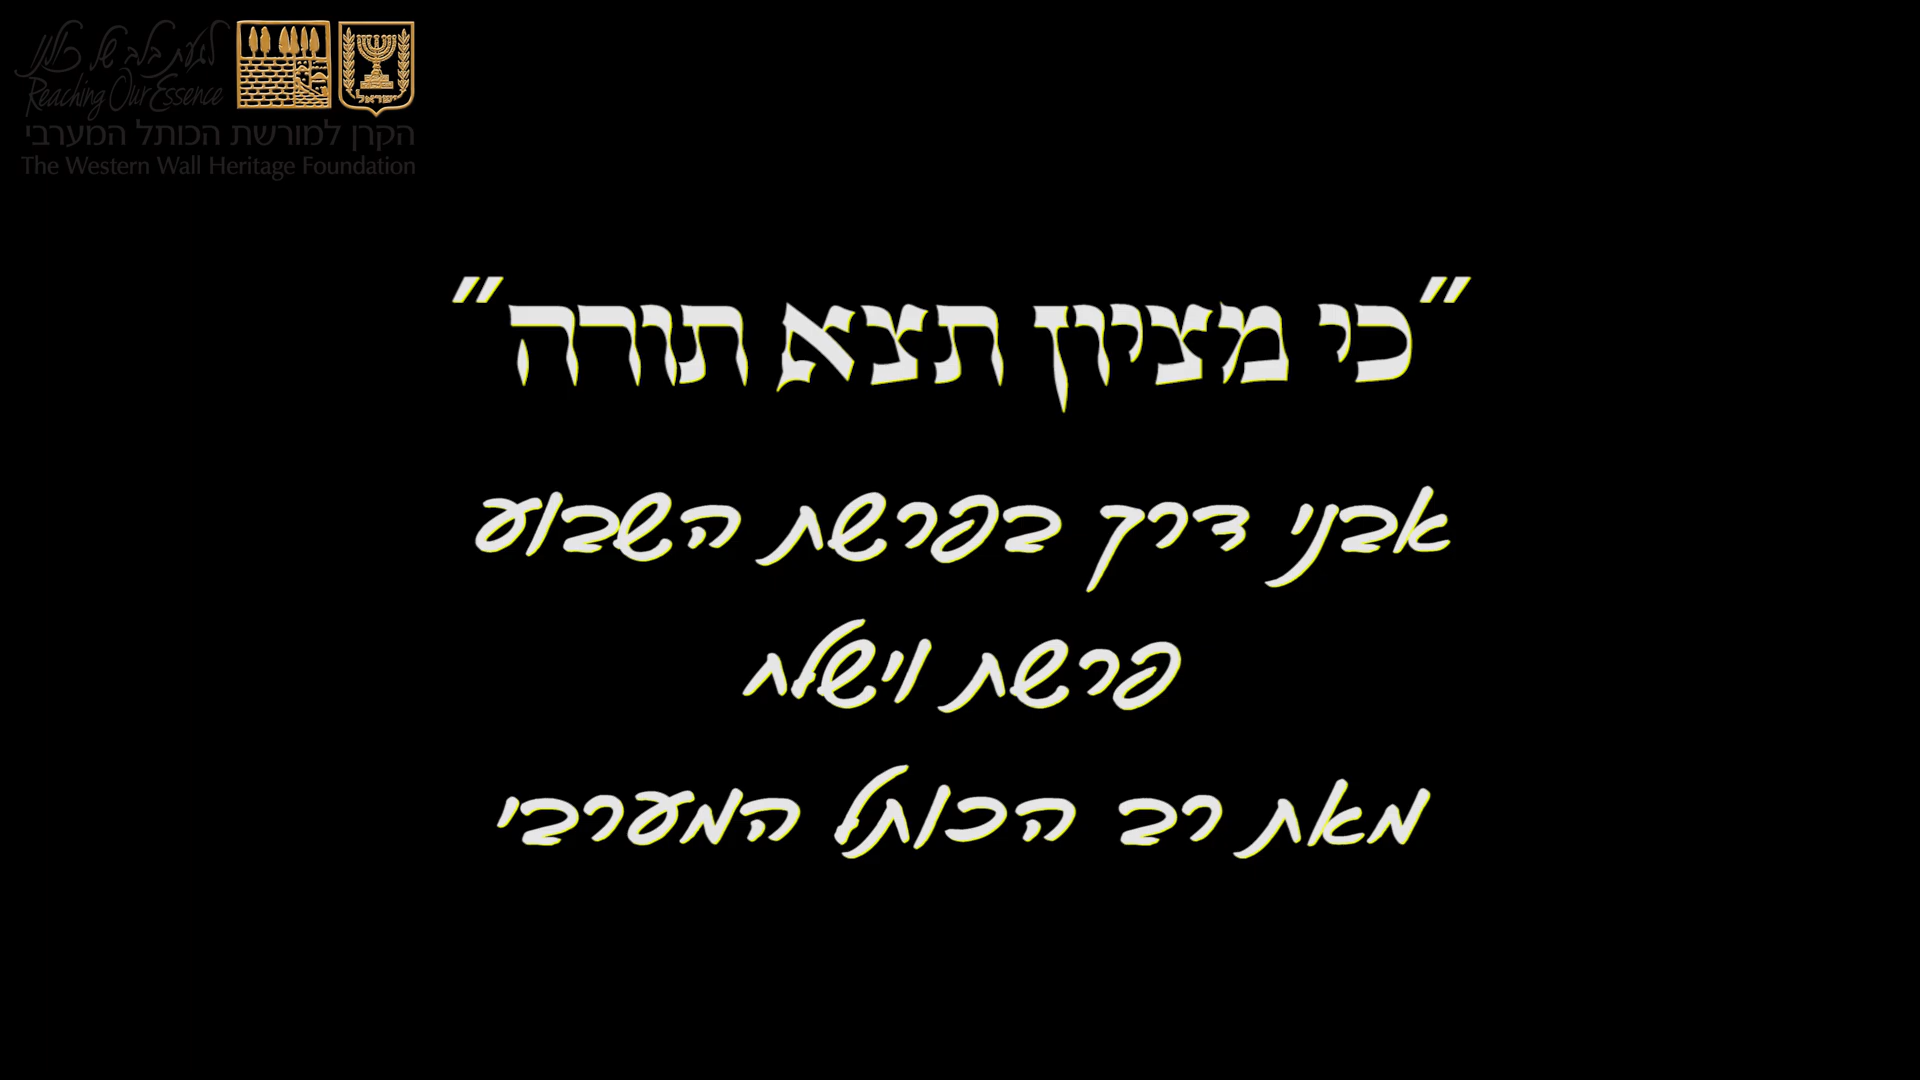 לגעת בלב של כולנו
Reaching Our Essence
ישראל
הקרן למורשת הכותל המערבי
The Western Wall Heritage Foundation
"כי מציון תצא תורה"
אבני דרך בפרשת השבוע
פרשת וישלח
מאת רב הכותל המערבי